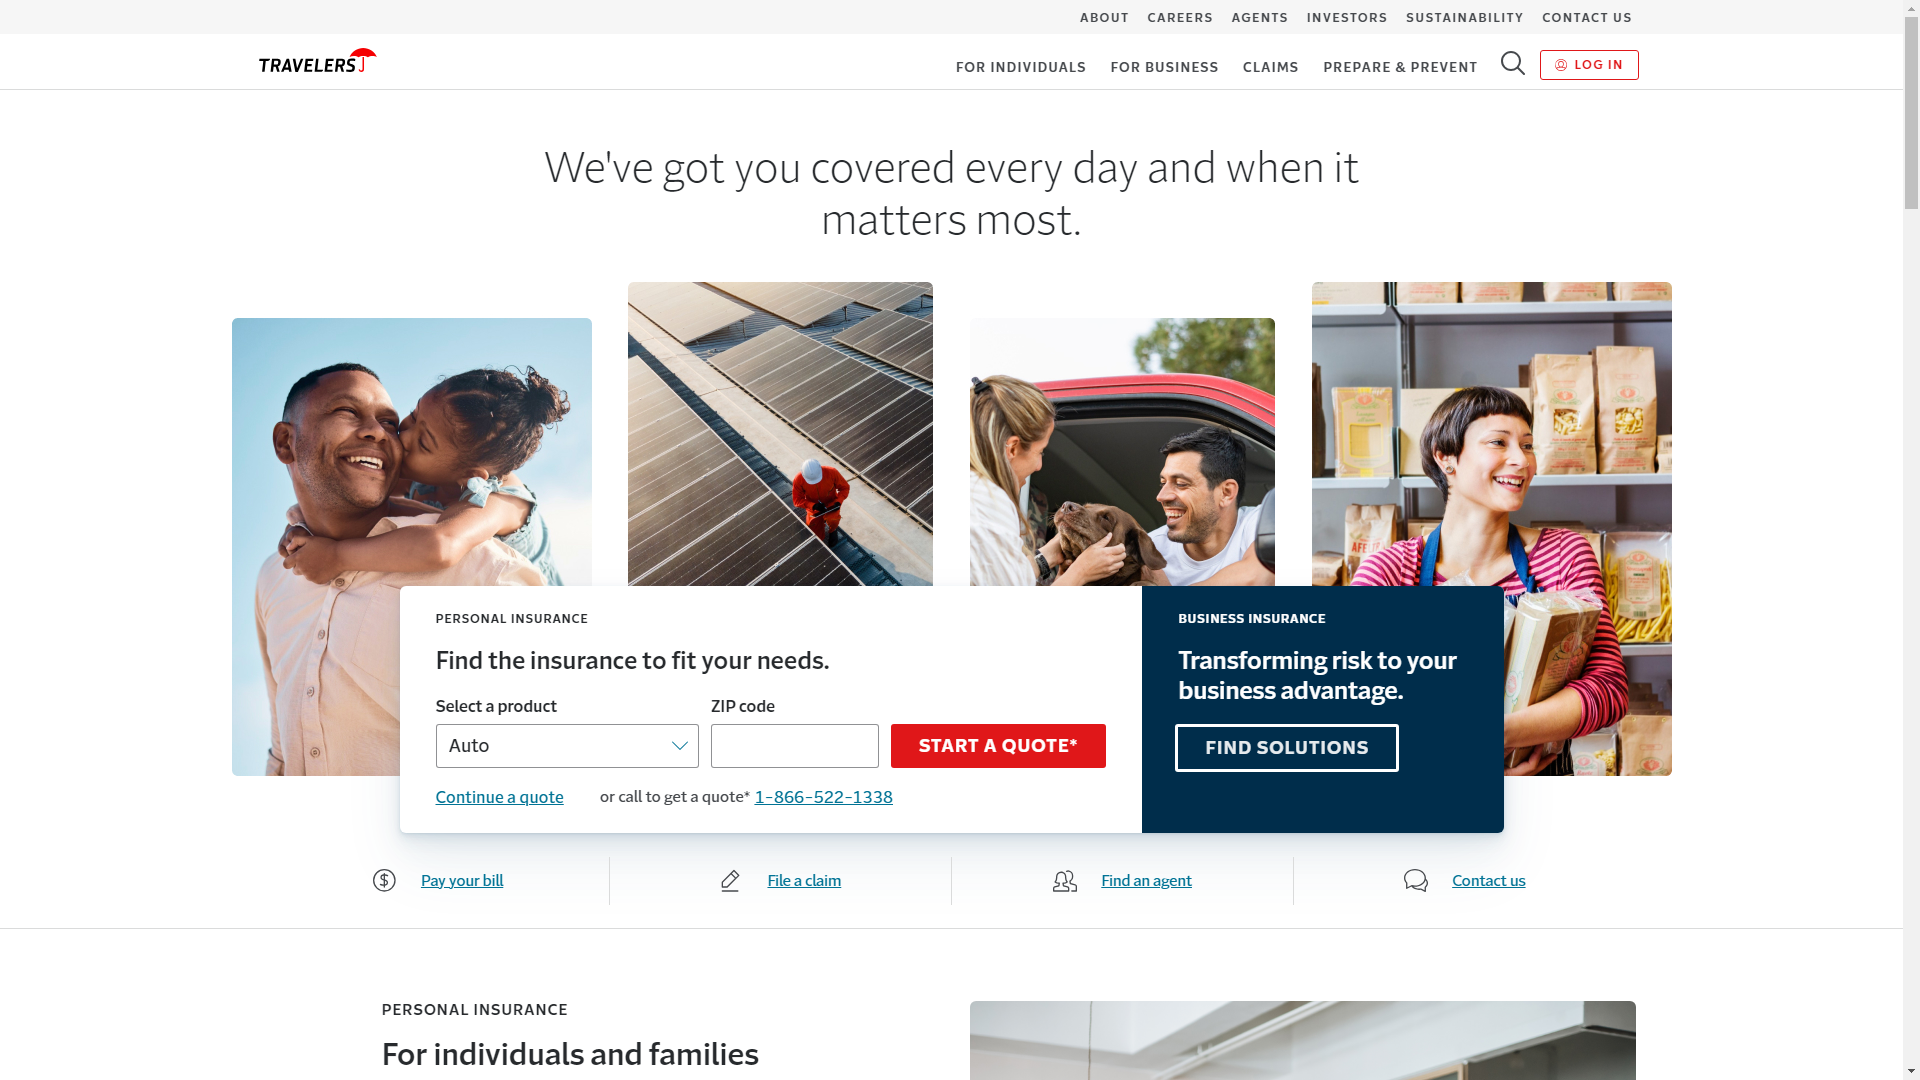 ABOUT CAREERS AGENTS INVESTORS SUSTAINABILITY CONTACT US
TRAVELERS
FOR INDIVIDUALS FOR BUSINESS CLAIMS PREPARE & PREVENT LOG IN
We've got you covered every day and when it
matters most.
PERSONAL INSURANCE
Find the insurance to fit your needs.
Select a product ZIP code
Auto START A QUOTE*
Continue a quote or call to get a quote* 1-866-522-1338
BUSINESS INSURANCE
Transforming risk to your
business advantage.
FIND SOLUTIONS
Pay your bill File a claim Find an agent Contact us
PERSONAL INSURANCE
For individuals and families